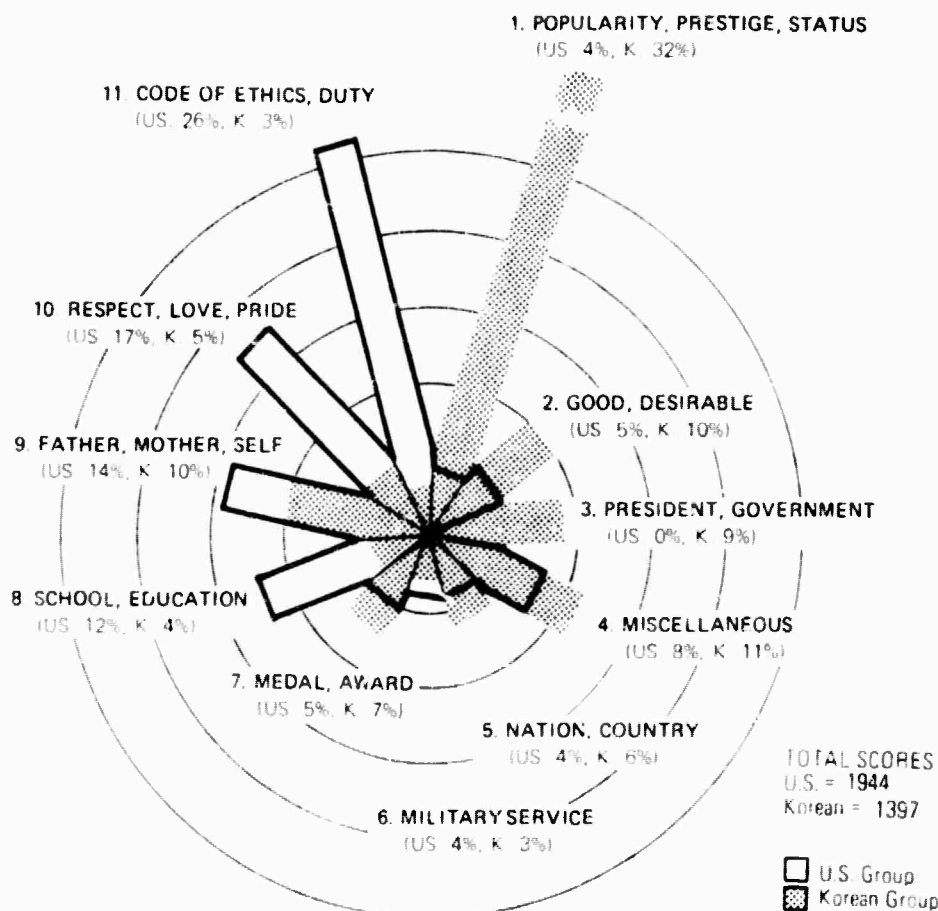 1. POPULARITY, PRESTIGE, STATUS
(US 4%, K 32%)
11. CODE OF ETHICS, DUTY
(US. 26%, K 3%)
10. RESPECT, LOVE, PRIDE
(US 17%, K 5%)
2. GOOD, DESIRABLE
(US 5%, K 10%)
9. FATHER, MOTHER, SELF
(US 14%, K 10%)
3. PRESIDENT, GOVERNMENT
(US 0%, K 9%)
8. SCHOOL, EDUCATION
(US 12%, K 4%)
4. MISCELLANEOUS
(US 8%, K 11%)
7. MEDAL, AWARD
(US 5%, K 7%)
5. NATION, COUNTRY
(US 4%, K 6%)
6. MILITARY SERVICE
(US 4%, K 3%)
TOTAL SCORES
U.S. = 1944
Korean = 1397
U.S. Group
Korean Group